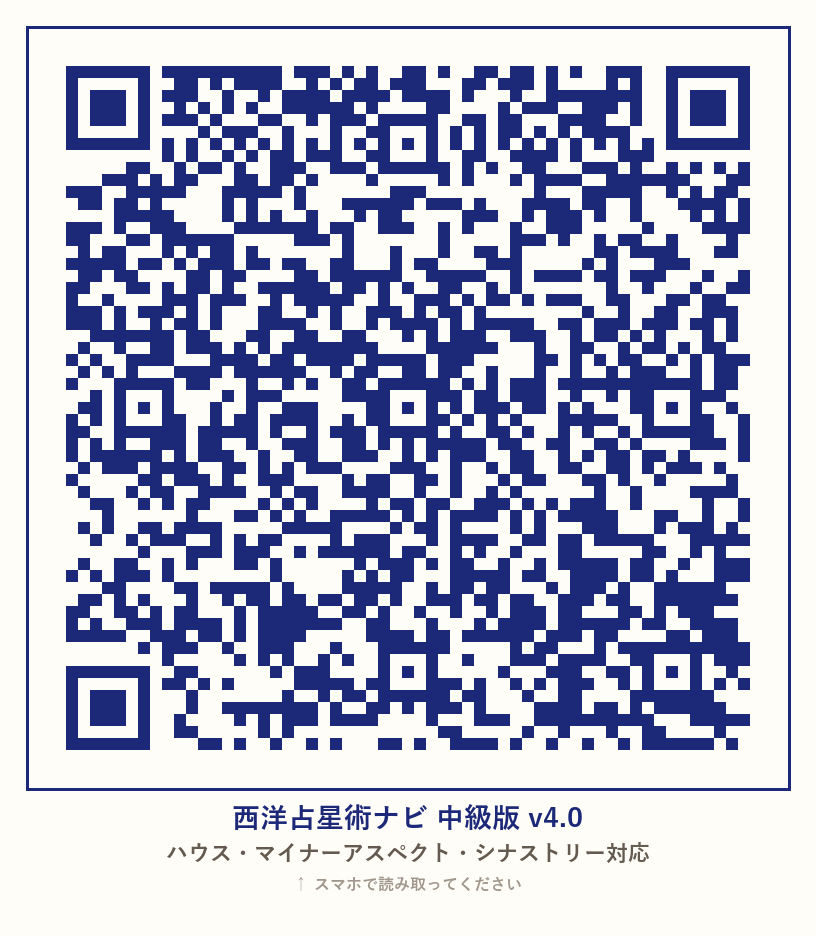 西洋占星術ナビ 中級版 v4.0
ハウス・マイナーアスペクト・シナストリー対応
↑ スマホで読み取ってください